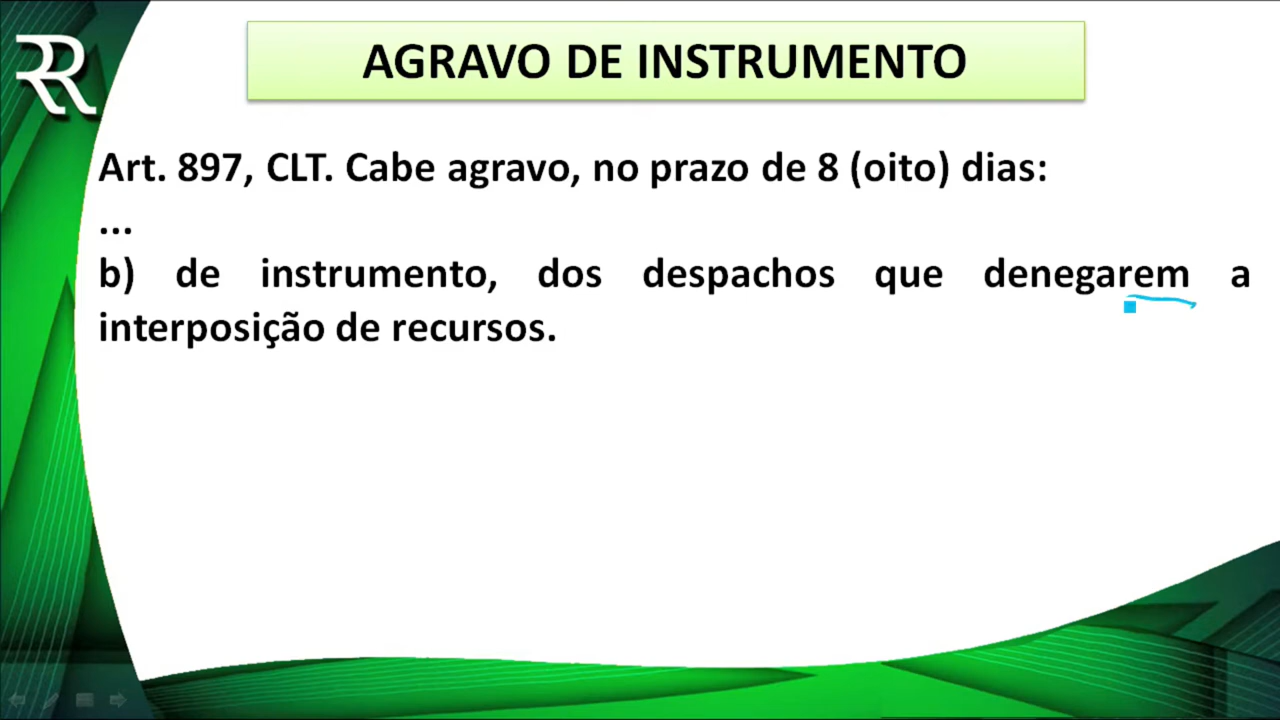 AGRAVO DE INSTRUMENTO
Art. 897, CLT. Cabe agravo, no prazo de 8 (oito) dias:
...
b) de instrumento, dos despachos que denegarem a
interposição de recursos.